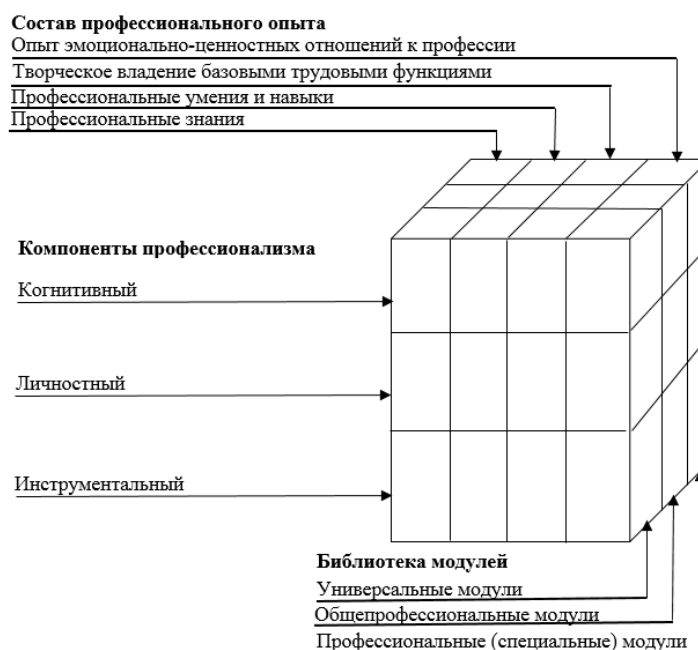 Состав профессионального опыта
Опыт эмоционально-ценностных отношений к профессии
Творческое владение базовыми трудовыми функциями
Профессиональные умения и навыки
Профессиональные знания
Компоненты профессионализма
Когнитивный
Личностный
Инструментальный
Библиотека модулей
Универсальные модули
Общепрофессиональные модули
Профессиональные (специальные) модули